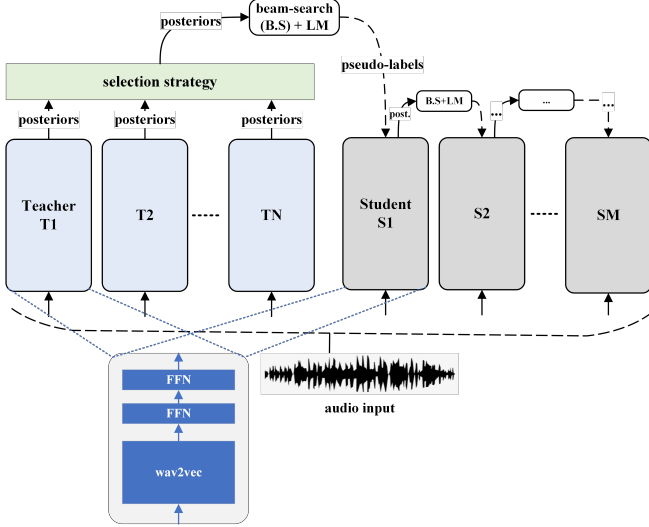 beam-search
(B.S) + LM
posteriors
pseudo-labels
selection strategy
posteriors
posteriors
posteriors
post.
B.S+LM
...
...
...
Teacher
T1
T2
TN
Student
S1
S2
SM
FFN
FFN
wav2vec
audio input